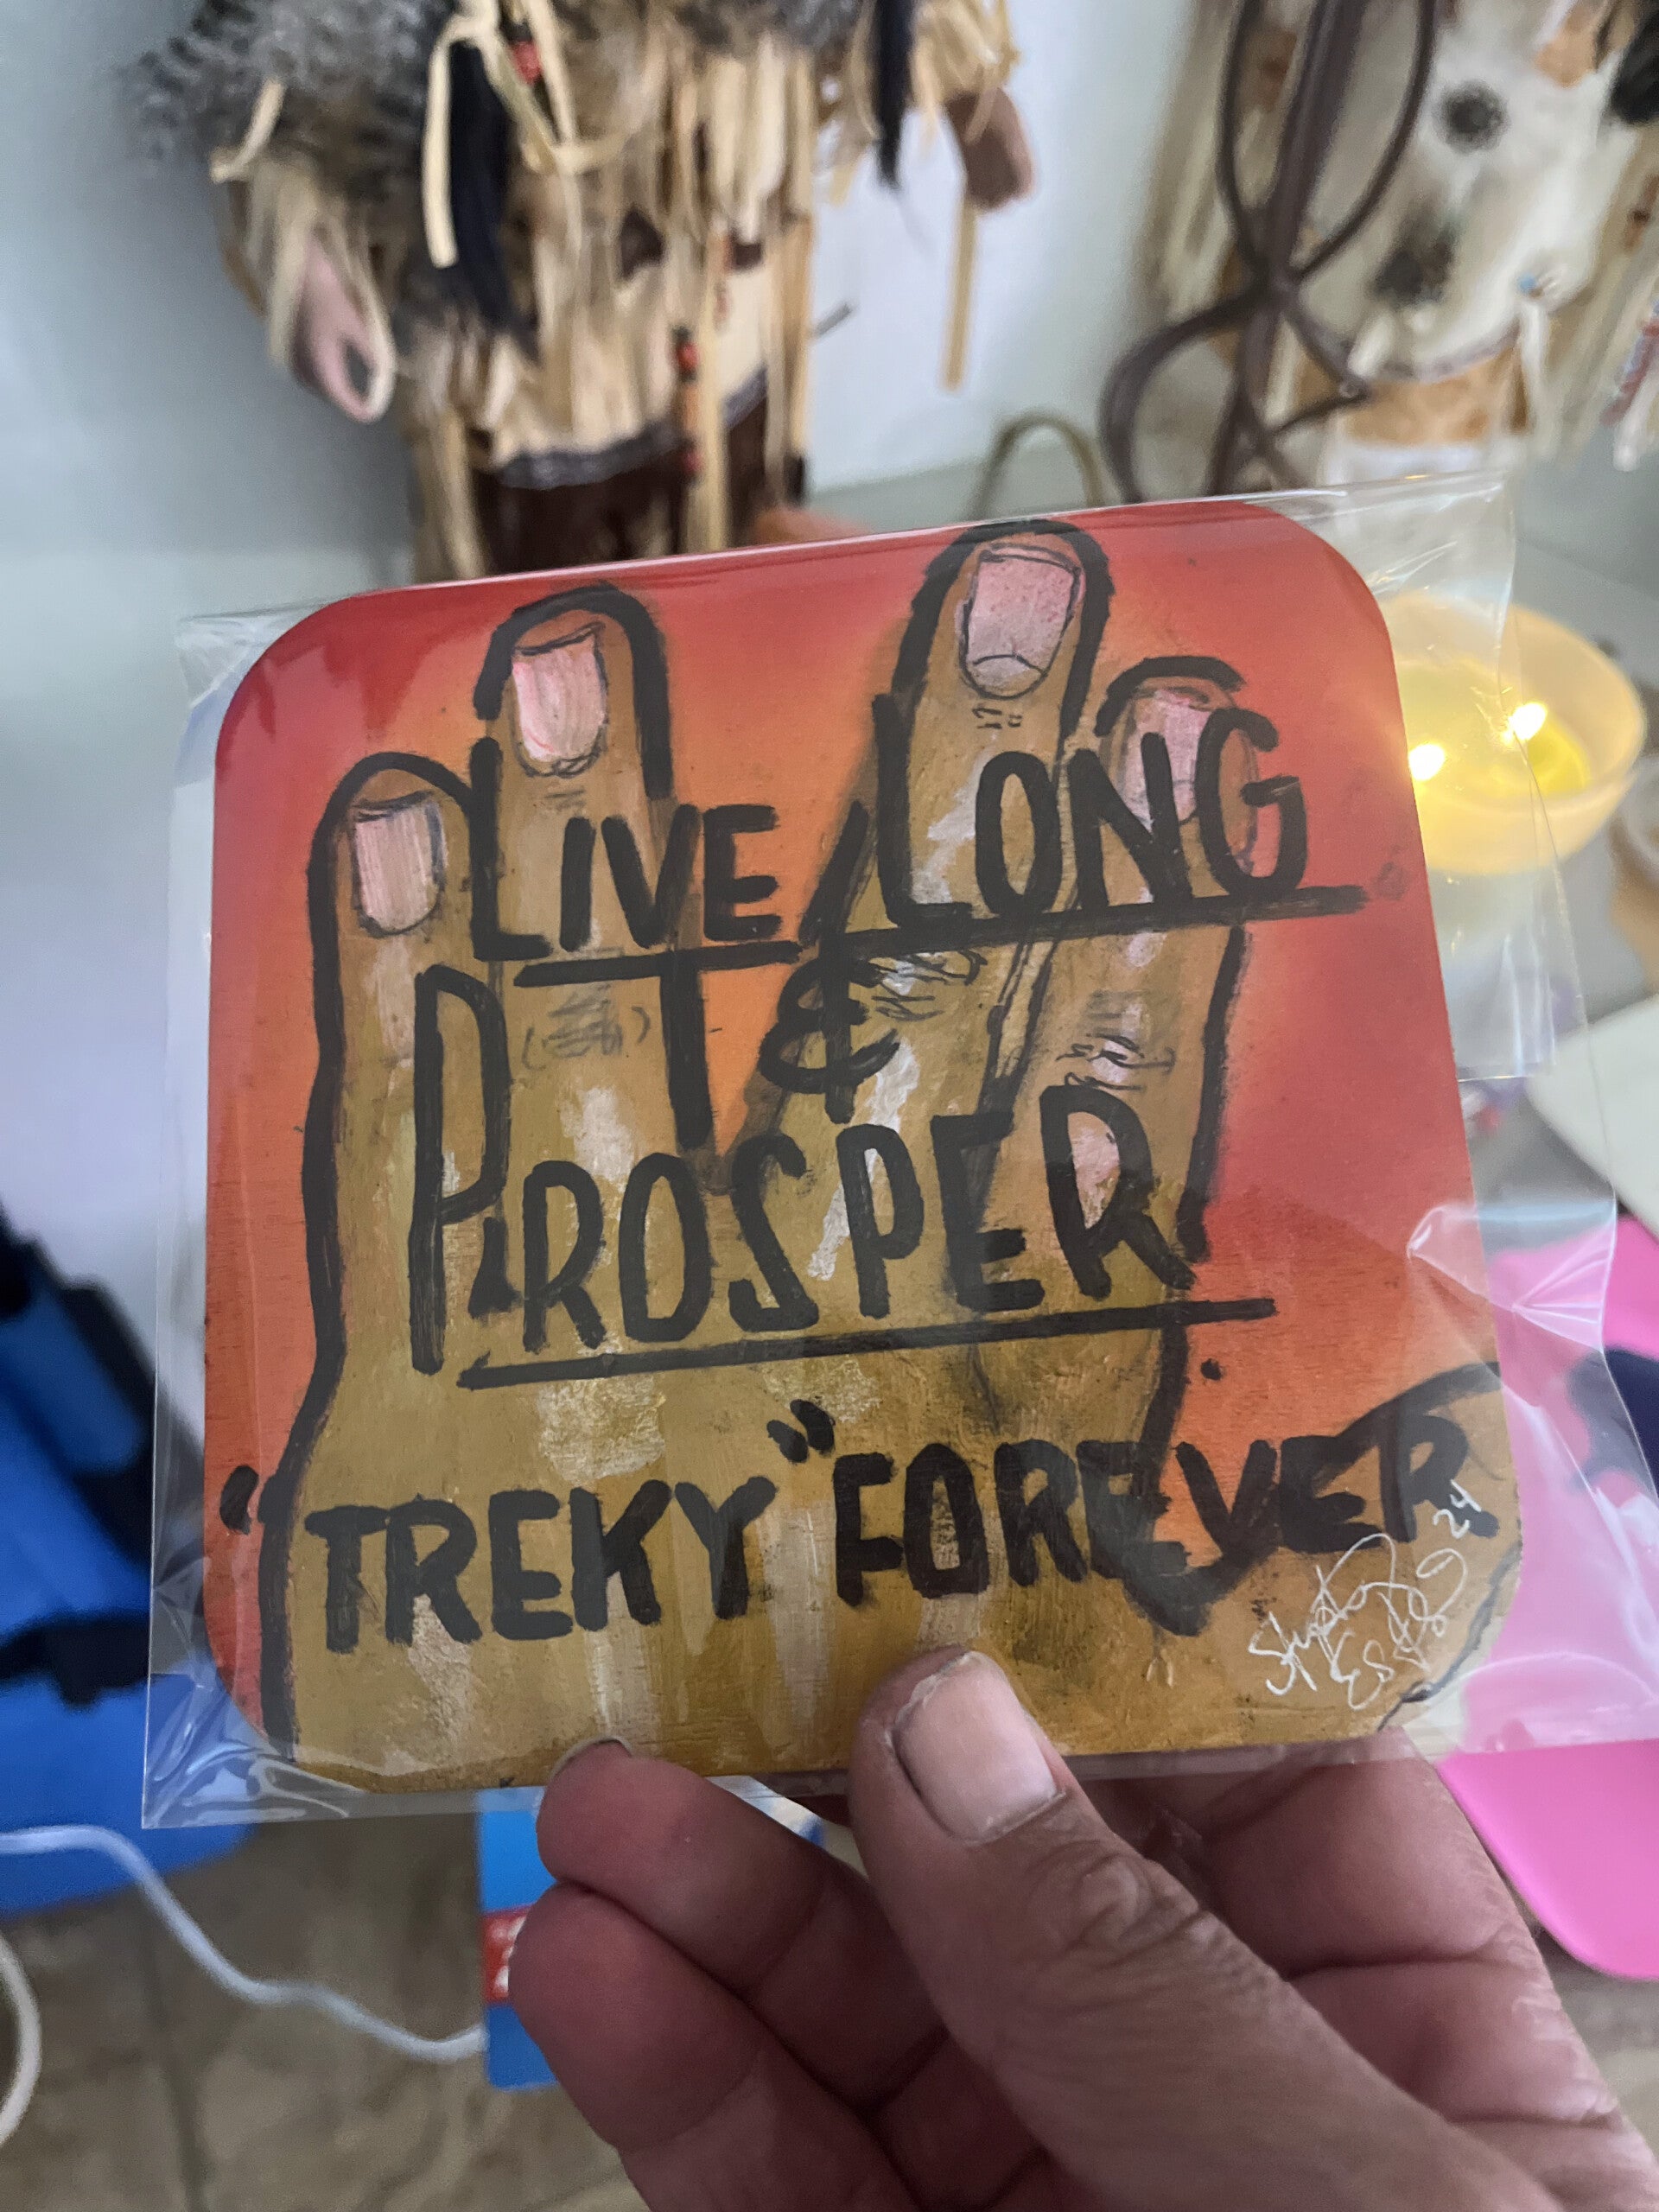 LIVE LONG
&
PROSPER
"TREKY" FOREVER
24